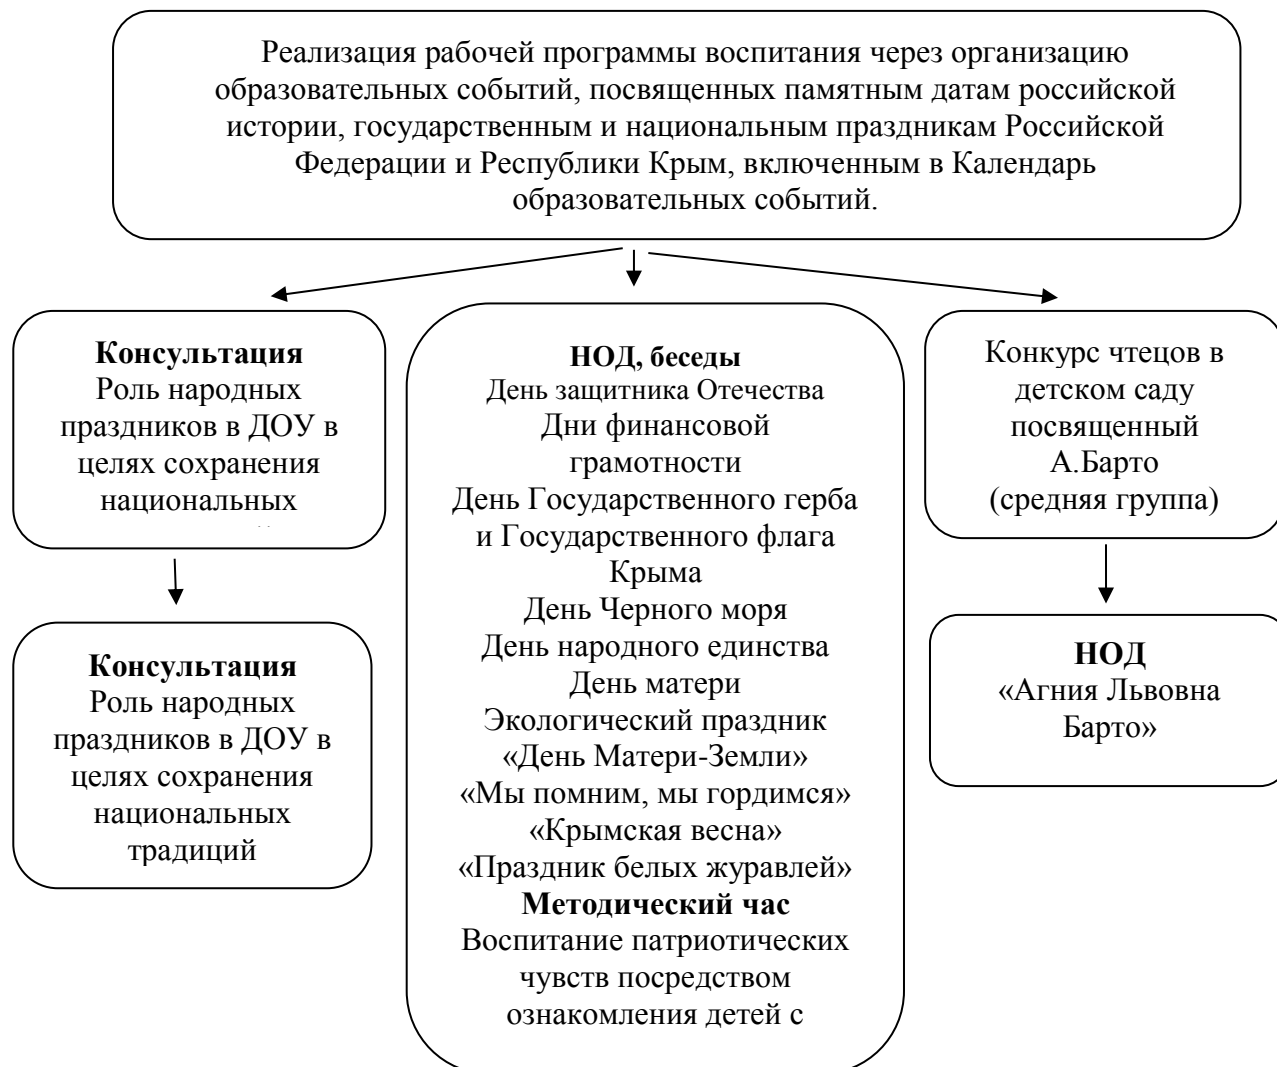 Реализация рабочей программы воспитания через организацию
образовательных событий, посвященных памятным датам российской
истории, государственным и национальным праздникам Российской
Федерации и Республики Крым, включенным в Календарь
образовательных событий.
Консультация
Роль народных
праздников в ДОУ в
целях сохранения
национальных
Консультация
Роль народных
праздников в ДОУ в
целях сохранения
национальных
традиций
НОД, беседы
День защитника Отечества
Дни финансовой
грамотности
День Государственного герба
и Государственного флага
Крыма
День Черного моря
День народного единства
День матери
Экологический праздник
«День Матери-Земли»
«Мы помним, мы гордимся»
«Крымская весна»
«Праздник белых журавлей»
Методический час
Воспитание патриотических
чувств посредством
ознакомления детей с
Конкурс чтецов в
детском саду
посвященный
А.Барто
(средняя группа)
НОД
«Агния Львовна
Барто»